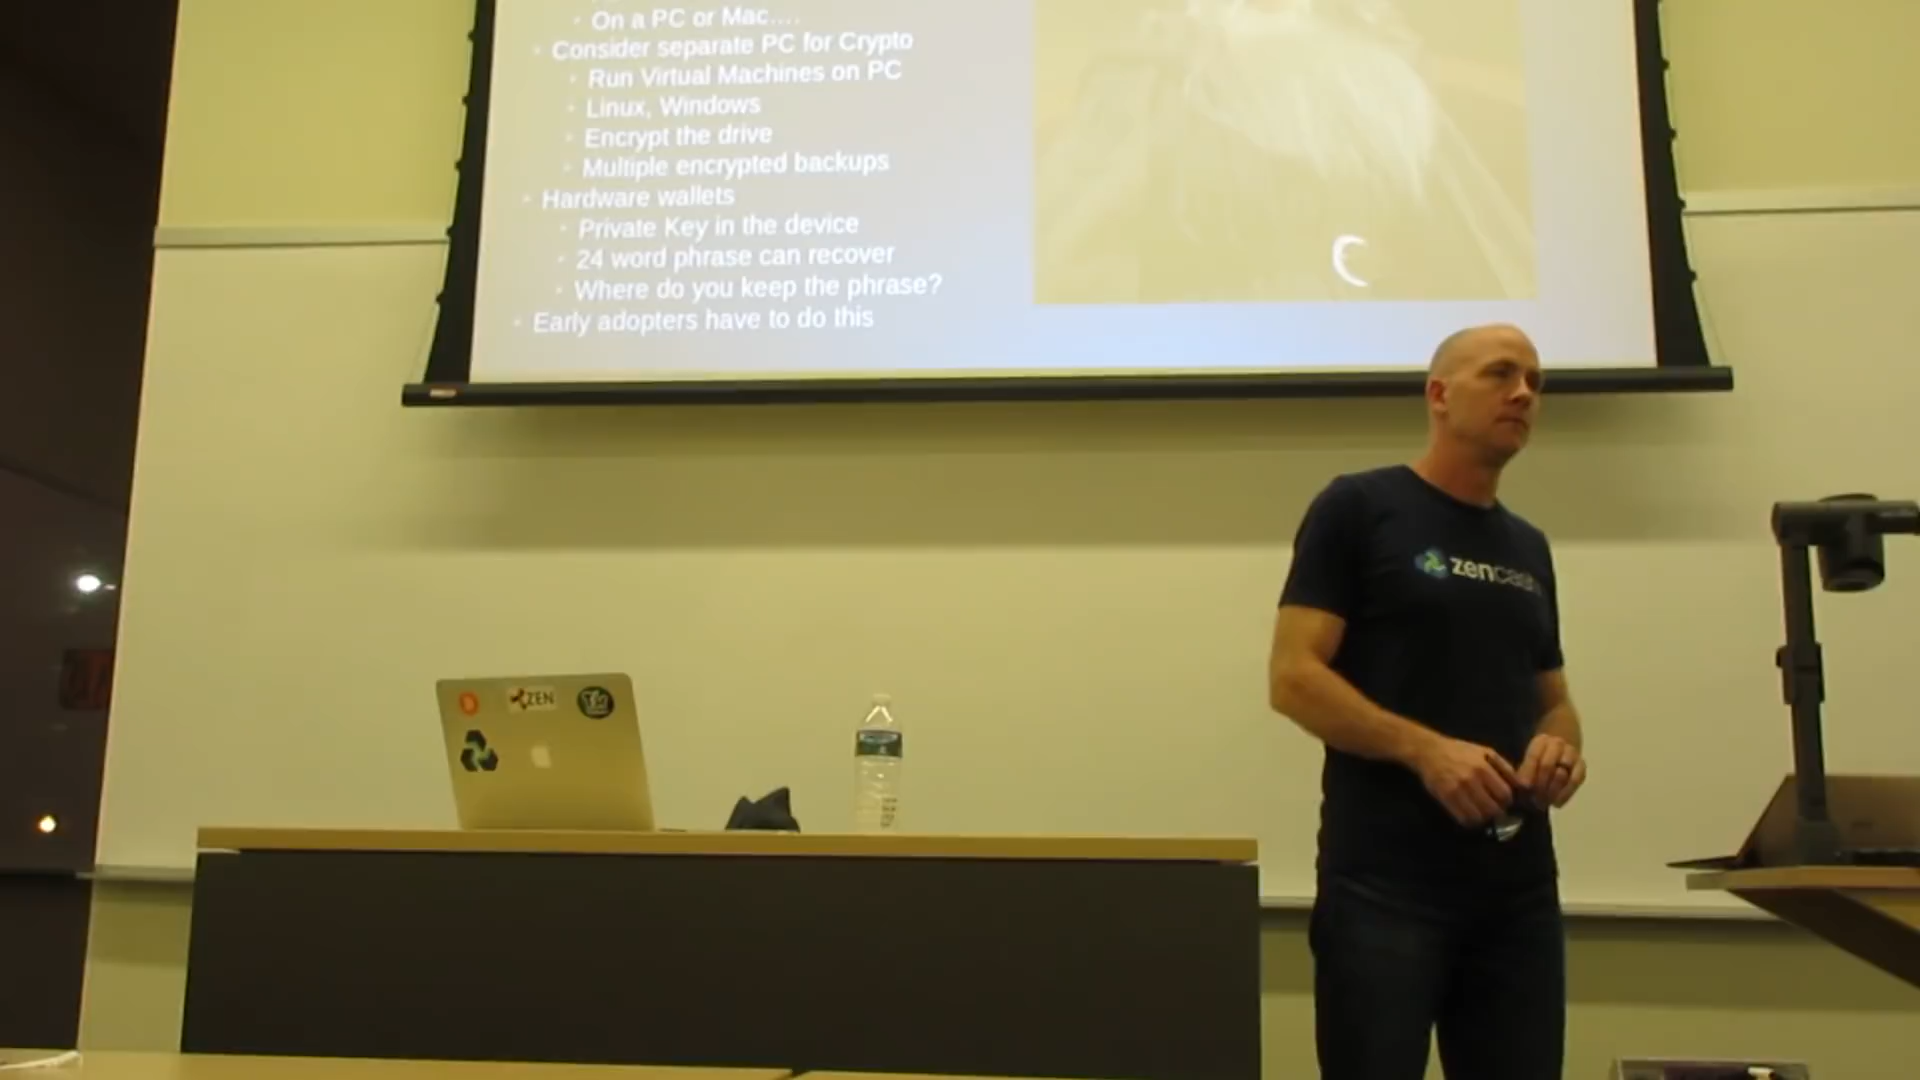 On a PC or Mac....
Consider separate PC for Crypto
Run Virtual Machines on PC
Linux, Windows
Encrypt the drive
Multiple encrypted backups
Hardware wallets
Private Key in the device
24 word phrase can recover
Where do you keep the phrase?
Early adopters have to do this
zencash
ZEN